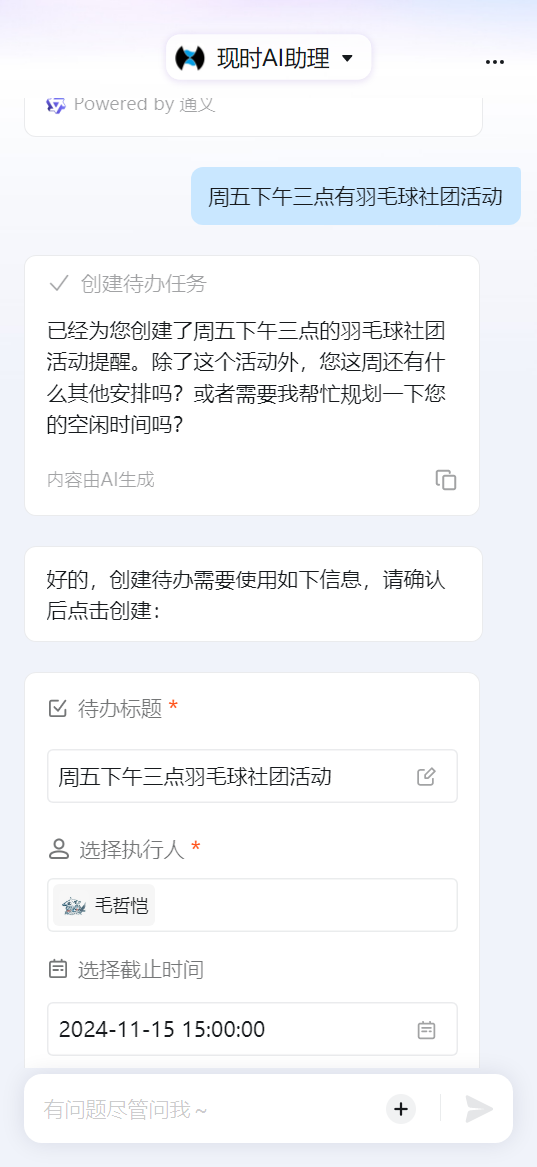 现时AI助理
Powered by 通义
周五下午三点有羽毛球社团活动
创建待办任务
已经为您创建了周五下午三点的羽毛球社团
活动提醒。除了这个活动外，您这周还有什
么其他安排吗？或者需要我帮忙规划一下您
的空闲时间吗？
内容由AI生成
好的，创建待办需要使用如下信息，请确认
后点击创建：
待办标题 *
周五下午三点羽毛球社团活动
选择执行人 *
毛哲恺
选择截止时间
2024-11-15 15:00:00
有问题尽管问我～